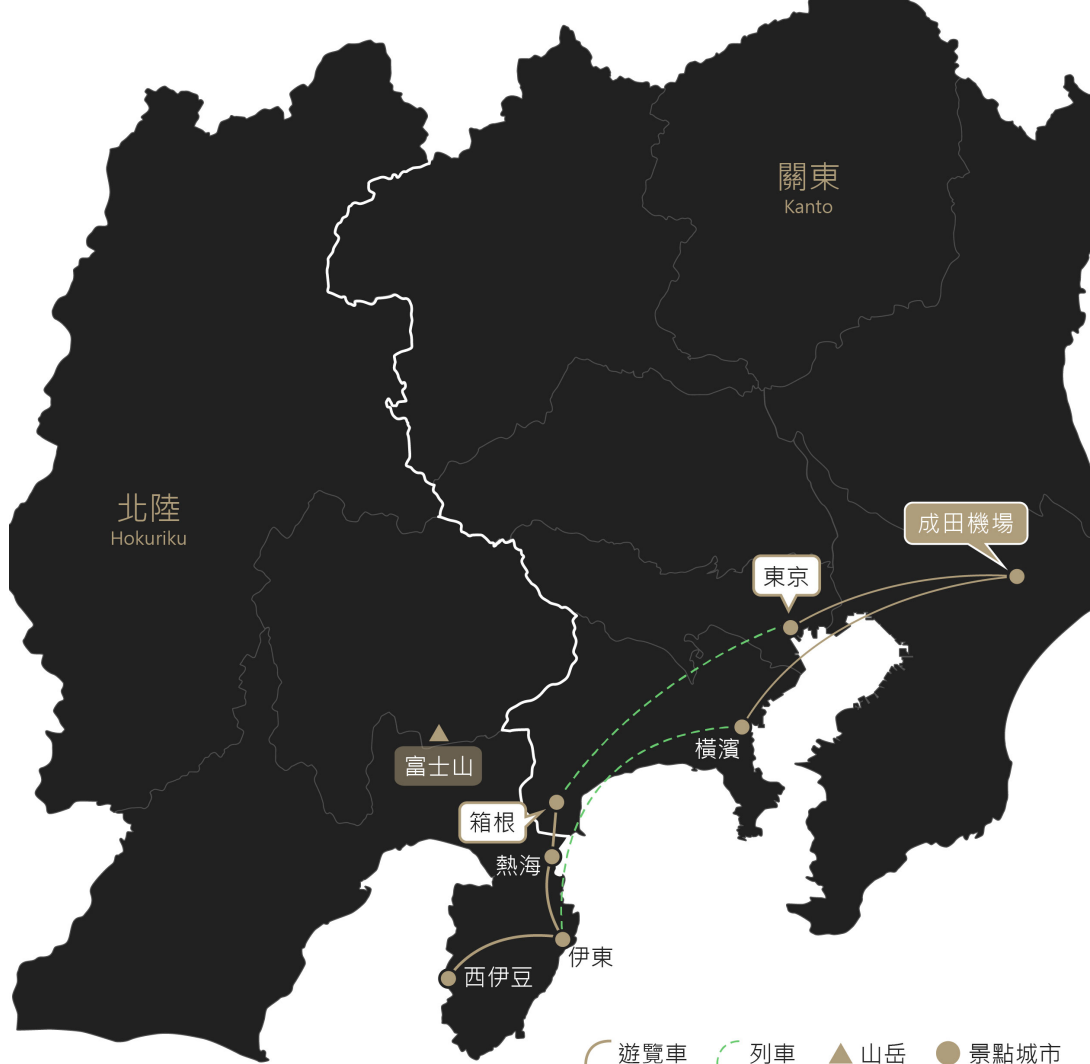 關東
Kanto
北陸
Hokuriku
成田機場
東京
橫濱
富士山
箱根
熱海
伊東
西伊豆
遊覽車
列車
山岳
景點城市